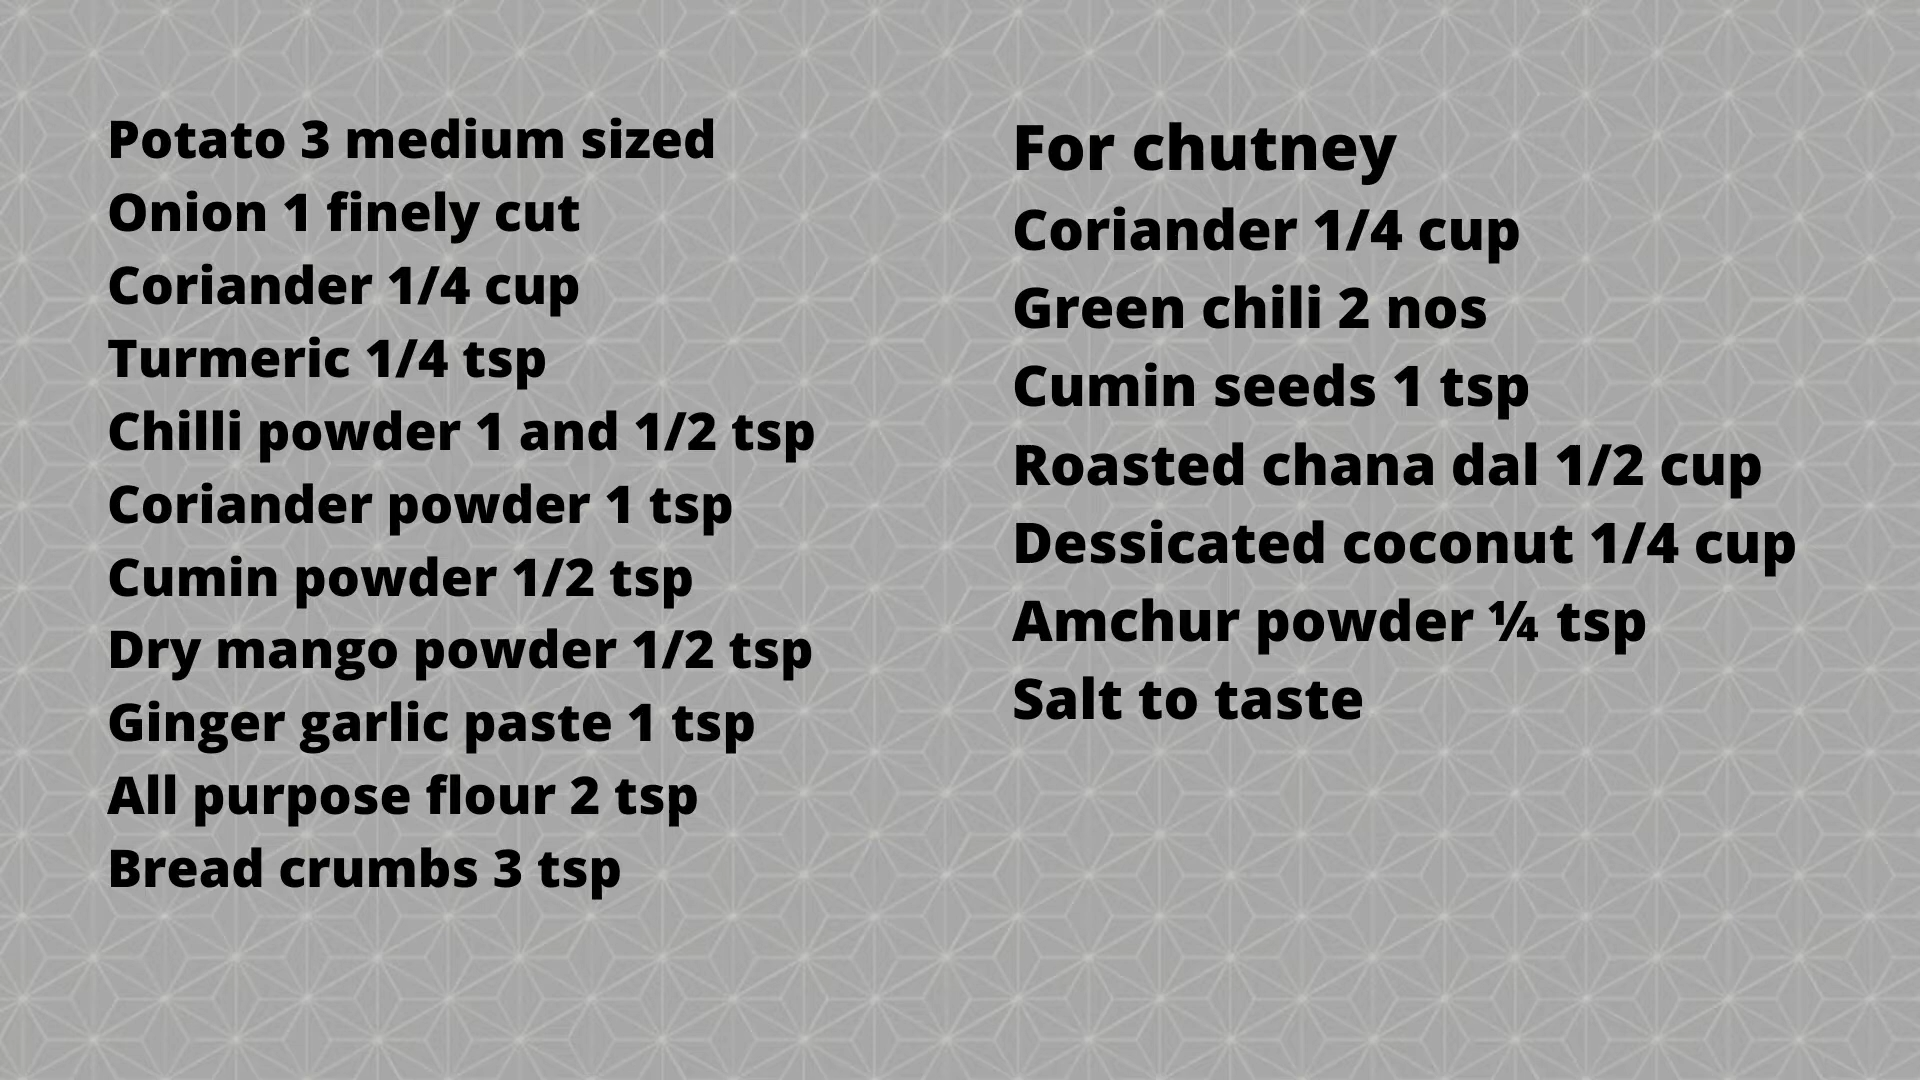 Potato 3 medium sized
Onion 1 finely cut
Coriander 1/4 cup
Turmeric 1/4 tsp
Chilli powder 1 and 1/2 tsp
Coriander powder 1 tsp
Cumin powder 1/2 tsp
Dry mango powder 1/2 tsp
Ginger garlic paste 1 tsp
All purpose flour 2 tsp
Bread crumbs 3 tsp
For chutney
Coriander 1/4 cup
Green chili 2 nos
Cumin seeds 1 tsp
Roasted chana dal 1/2 cup
Dessicated coconut 1/4 cup
Amchur powder ¼ tsp
Salt to taste